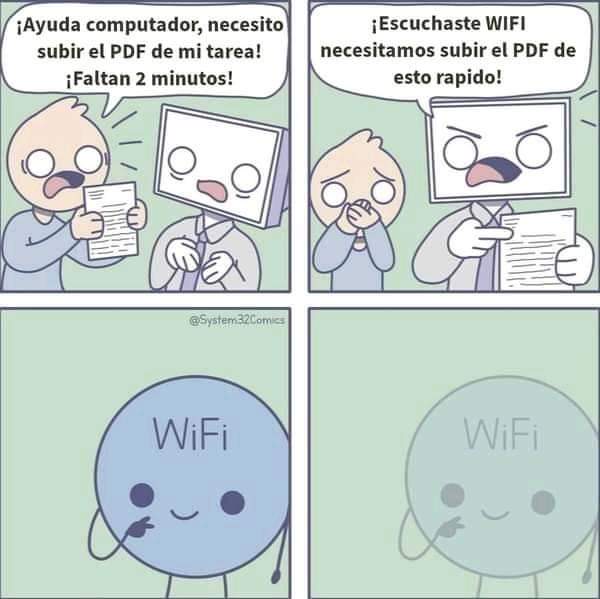 ¡Ayuda computador, necesito
subir el PDF de mi tarea!
¡Faltan 2 minutos!
¡Escuchaste WIFI
necesitamos subir el PDF de
esto rapido!
@System32Comics
WiFi
WiFi